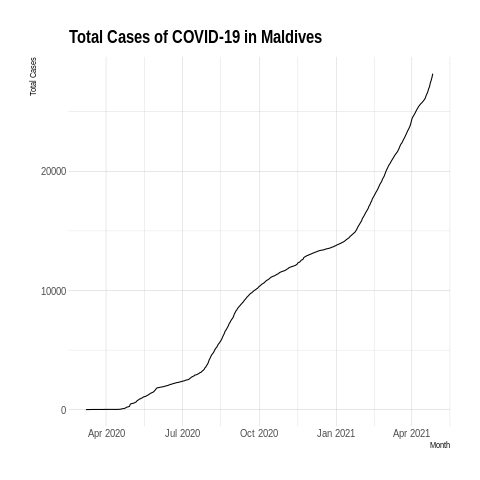 Total Cases of COVID-19 in Maldives
Total Cases
20000
10000
0
Apr 2020 Jul 2020 Oct 2020 Jan 2021 Apr 2021
Month